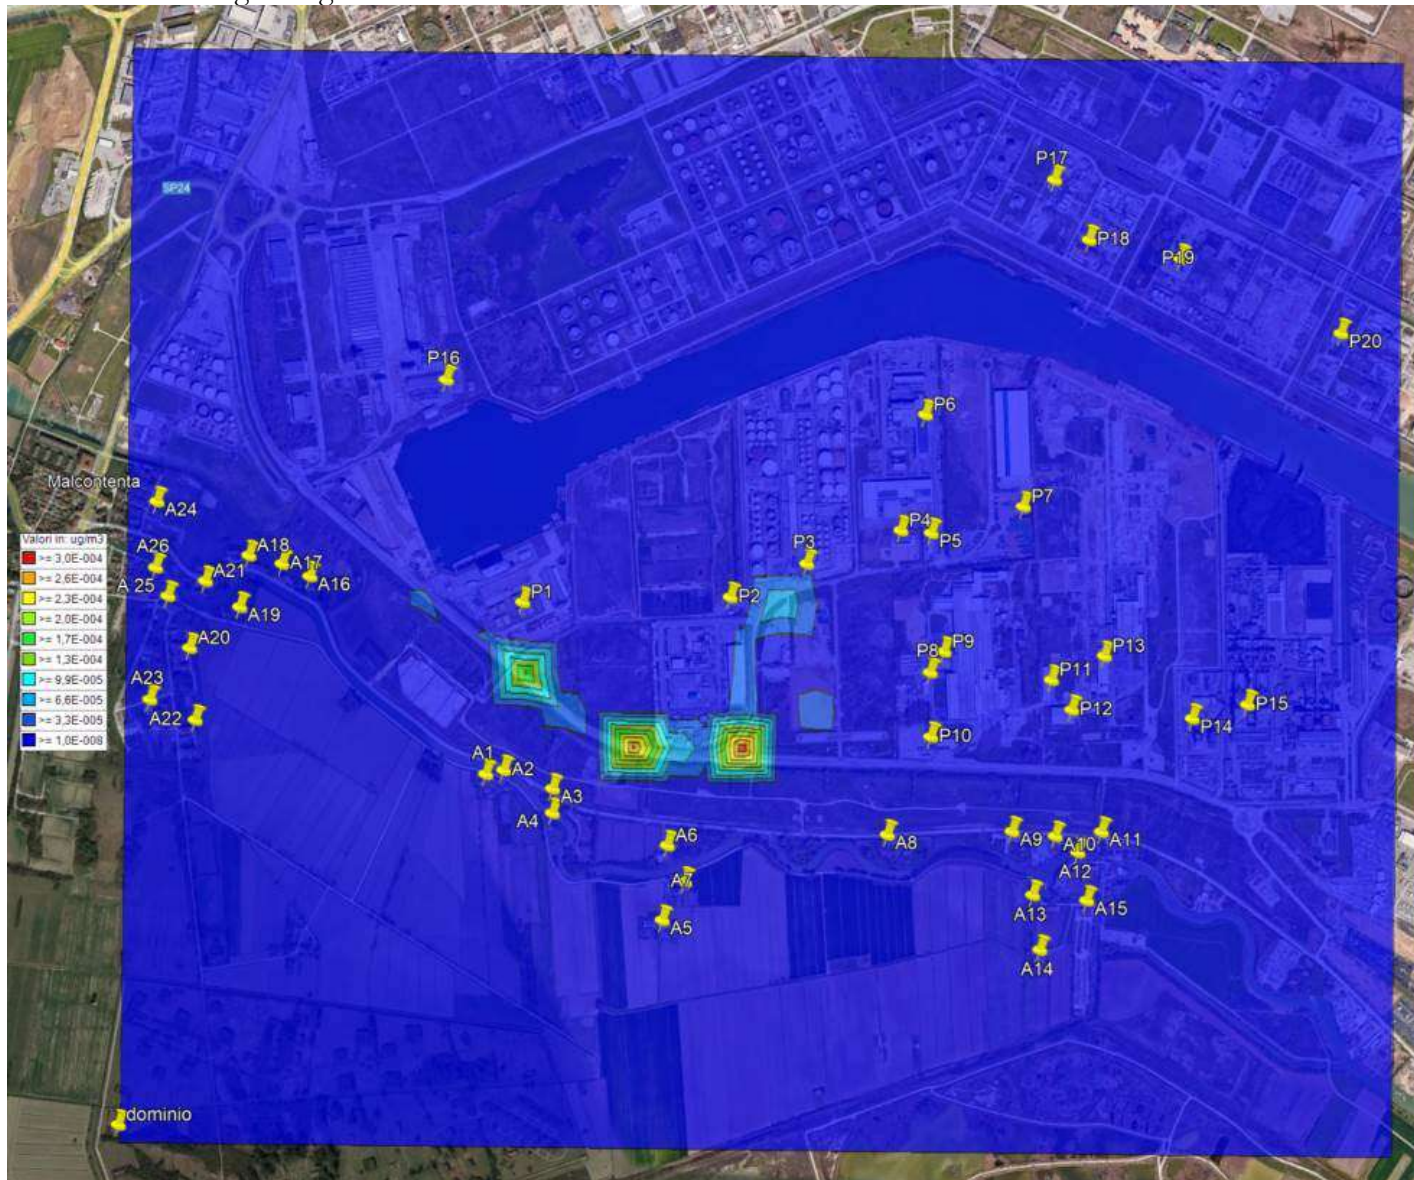 SP24
P17
P18
P19
P20
P16
P6
Malcontenta
A24
P7
P4
P5
Valori in: ug/m3
>= 3,0E-004
>= 2,6E-004
>= 2,3E-004
>= 2,0E-004
>= 1,7E-004
>= 1,3E-004
>= 9,9E-005
>= 6,6E-005
>= 3,3E-005
>= 1,0E-008
A26
A18
A17
A16
A21
A 25
A19
P3
P1
P2
A20
P9
P8
P13
P11
P12
A23
A22
P14
P15
P10
A1
A2
A3
A4
A6
A8
A9
A10
A11
A12
A7
A5
A13
A15
A14
dominio